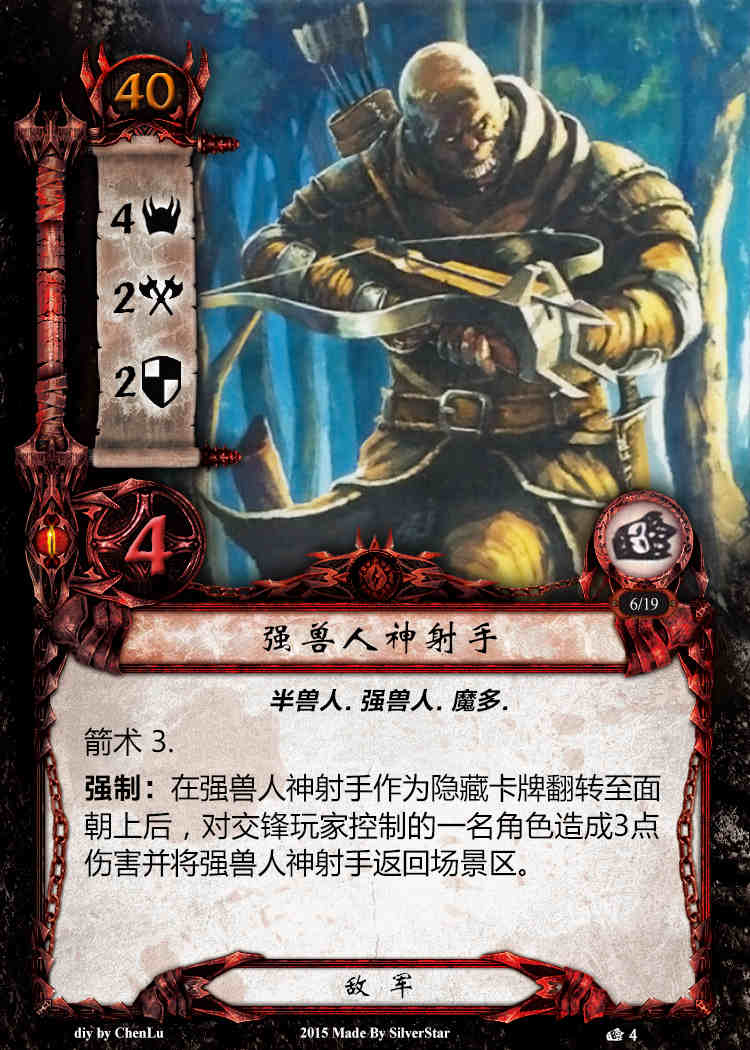 40
4
2
2
4
6/19
强兽人神射手
半兽人. 强兽人. 魔多.
箭术 3.
强制：在强兽人神射手作为隐藏卡牌翻转至面
朝上后，对交锋玩家控制的一名角色造成3点
伤害并将强兽人神射手返回场景区。
敌军
diy by ChenLu
2015 Made By SilverStar
4